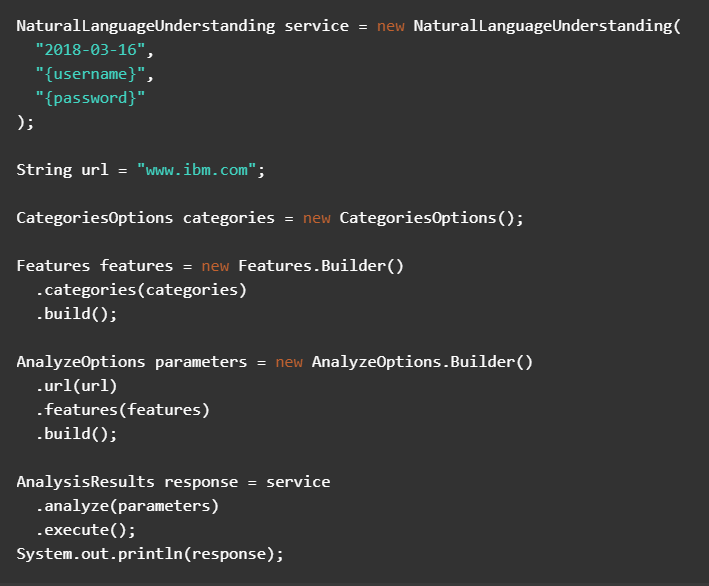 NaturalLanguageUnderstanding service = new NaturalLanguageUnderstanding(
  "2018-03-16",
  "{username}",
  "{password}"
);

String url = "www.ibm.com";

CategoriesOptions categories = new CategoriesOptions();

Features features = new Features.Builder()
  .categories(categories)
  .build();

AnalyzeOptions parameters = new AnalyzeOptions.Builder()
  .url(url)
  .features(features)
  .build();

AnalysisResults response = service
  .analyze(parameters)
  .execute();
System.out.println(response);